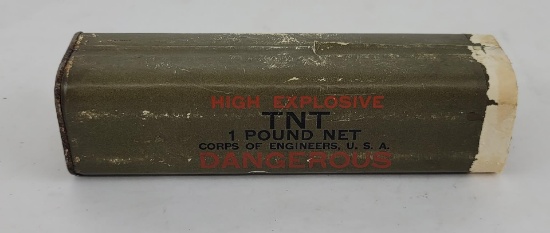 HIGH EXPLOSIVE
TNT
1 POUND NET
CORPS OF ENGINEERS, U. S. A.
DANGEROUS